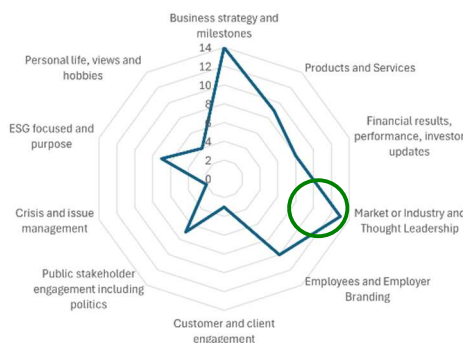 Business strategy and
milestones
14
12
10
8
6
4
2
0
Products and Services
Financial results,
performance, investor
updates
Market or Industry and
Thought Leadership
Employees and Employer
Branding
Customer and client
engagement
Public stakeholder
engagement including
politics
Crisis and issue
management
ESG focused and
purpose
Personal life, views and
hobbies